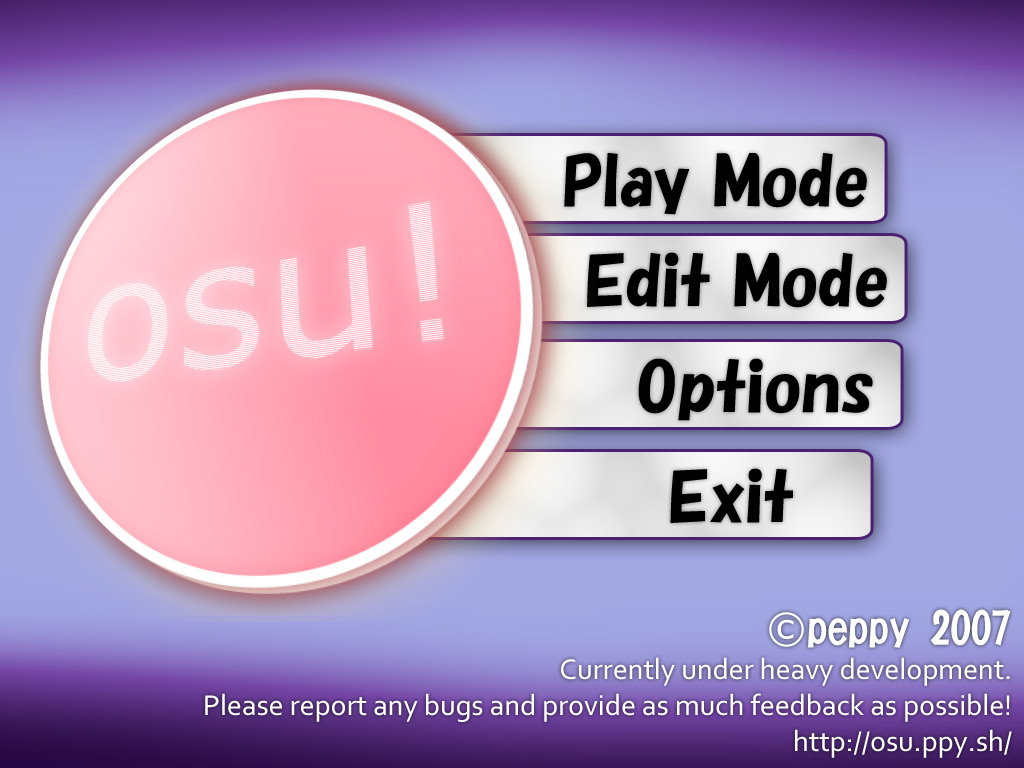 osu!
Play Mode
Edit Mode
Options
Exit
©peppy 2007
Currently under heavy development.
Please report any bugs and provide as much feedback as possible!
http://osu.ppy.sh/